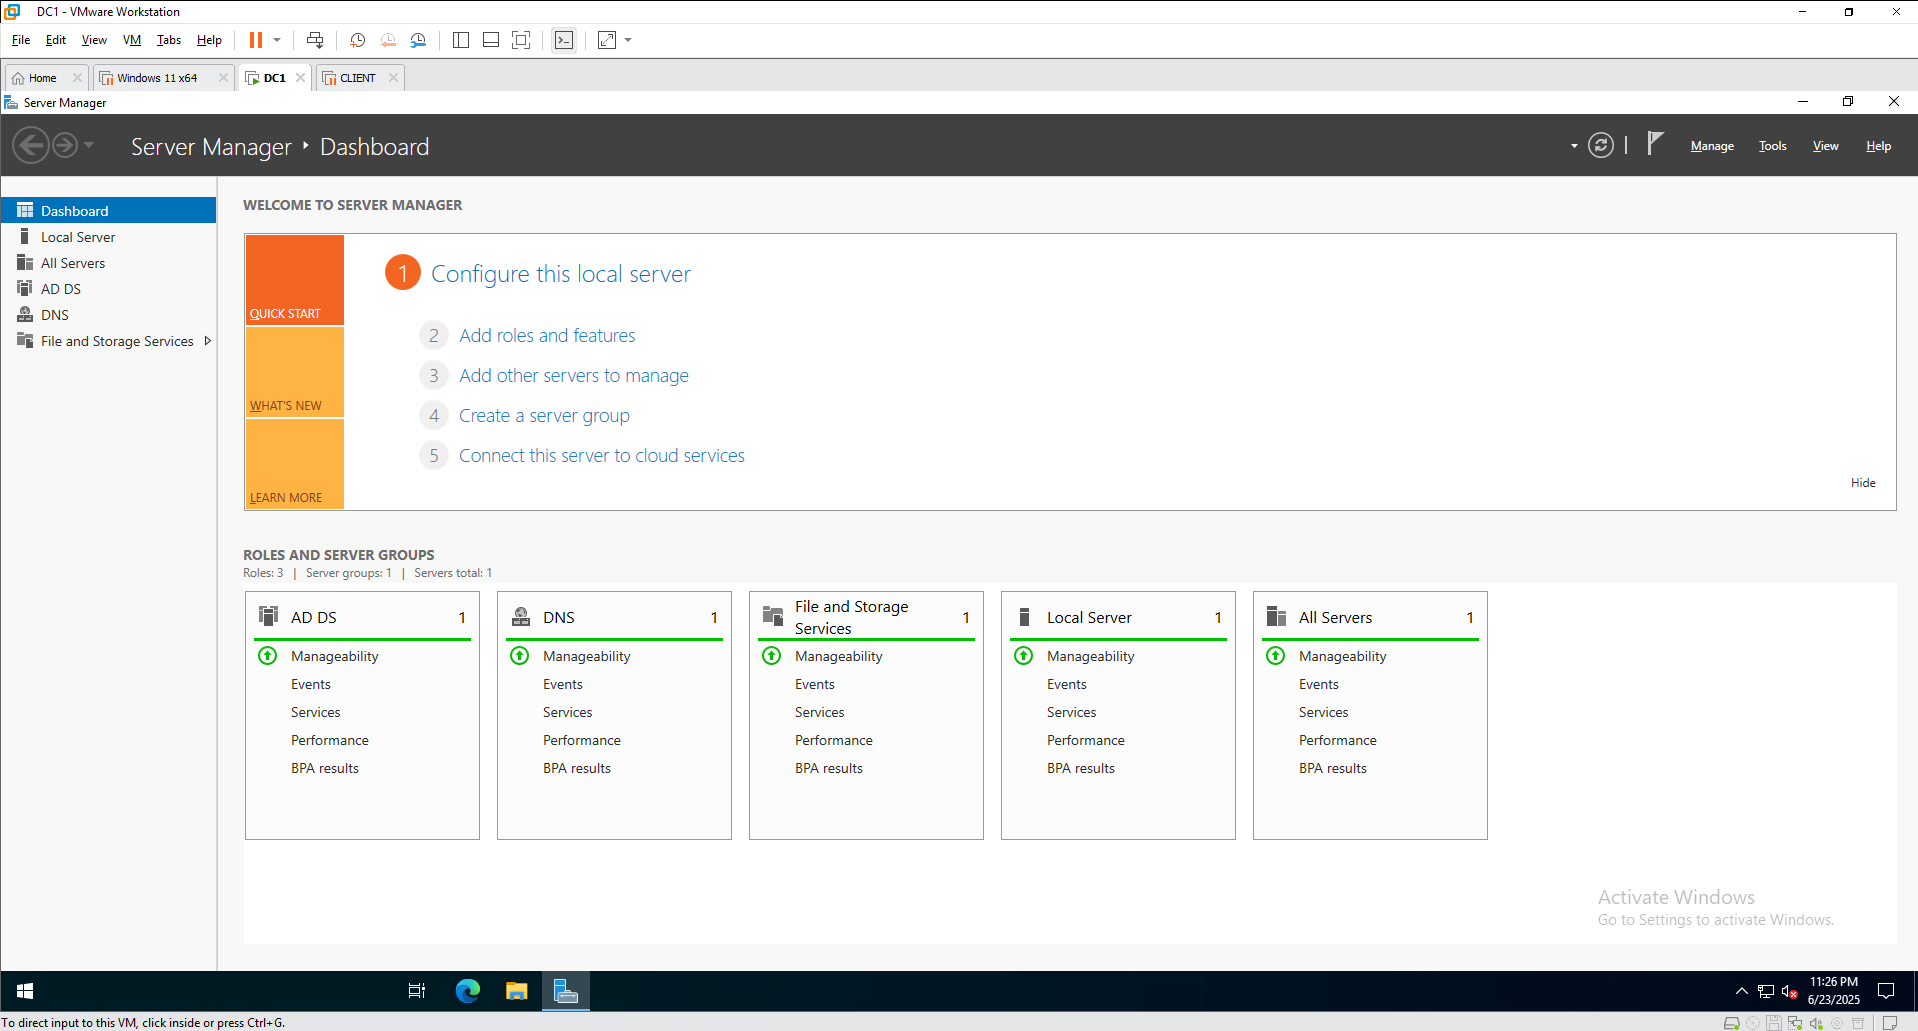 DC1 - VMware Workstation
File Edit View VM Tabs Help
Home
Windows 11 x64
DC1
CLIENT
Server Manager
Server Manager Dashboard
Manage Tools View Help
Dashboard
Local Server
All Servers
AD DS
DNS
File and Storage Services
WELCOME TO SERVER MANAGER
QUICK START
WHAT'S NEW
LEARN MORE
1 Configure this local server
2 Add roles and features
3 Add other servers to manage
4 Create a server group
5 Connect this server to cloud services
Hide
ROLES AND SERVER GROUPS
Roles: 3 | Server groups: 1 | Servers total: 1
AD DS 1
Manageability
Events
Services
Performance
BPA results
DNS 1
Manageability
Events
Services
Performance
BPA results
File and Storage
Services 1
Manageability
Events
Services
Performance
BPA results
Local Server 1
Manageability
Events
Services
Performance
BPA results
All Servers 1
Manageability
Events
Services
Performance
BPA results
Activate Windows
Go to Settings to activate Windows.
11:26 PM
6/23/2025
To direct input to this VM, click inside or press Ctrl+G.